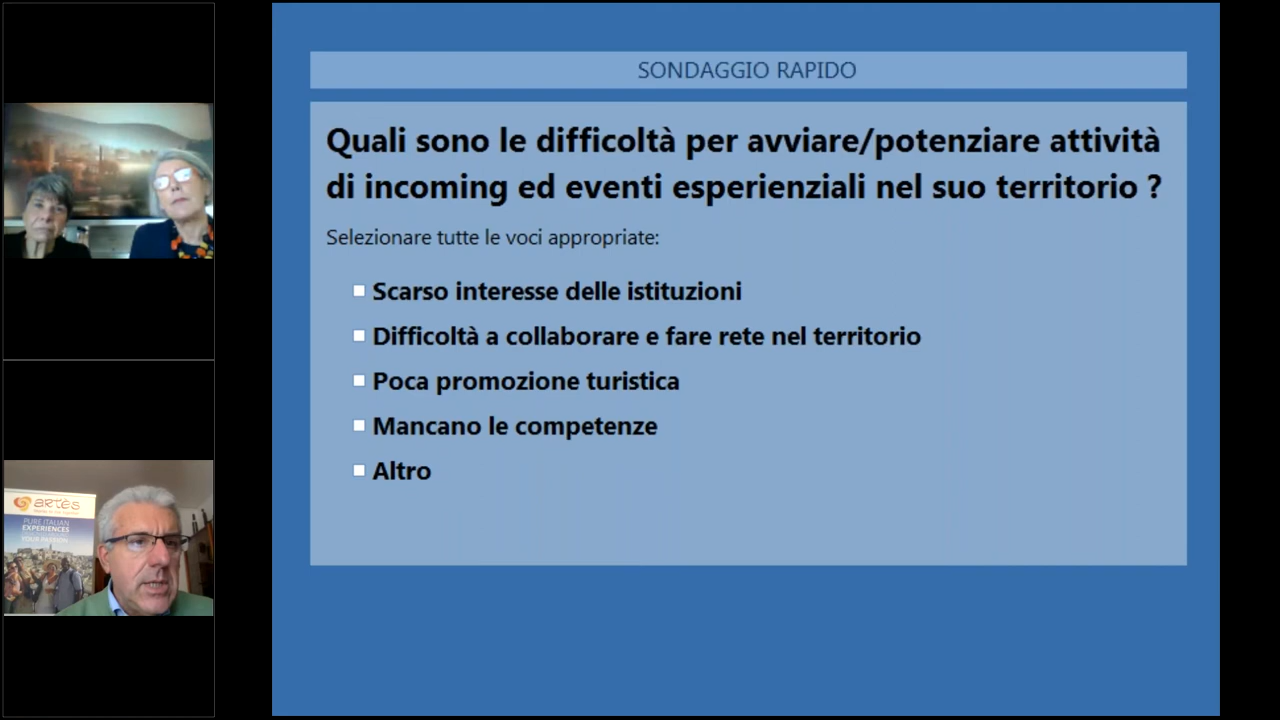 SONDAGGIO RAPIDO
Quali sono le difficoltà per avviare/potenziare attività
di incoming ed eventi esperienziali nel suo territorio ?
Selezionare tutte le voci appropriate:
Scarso interesse delle istituzioni
Difficoltà a collaborare e fare rete nel territorio
Poca promozione turistica
Mancano le competenze
Altro
artès
PURE ITALIAN
EXPERIENCES
YOUR PASSION